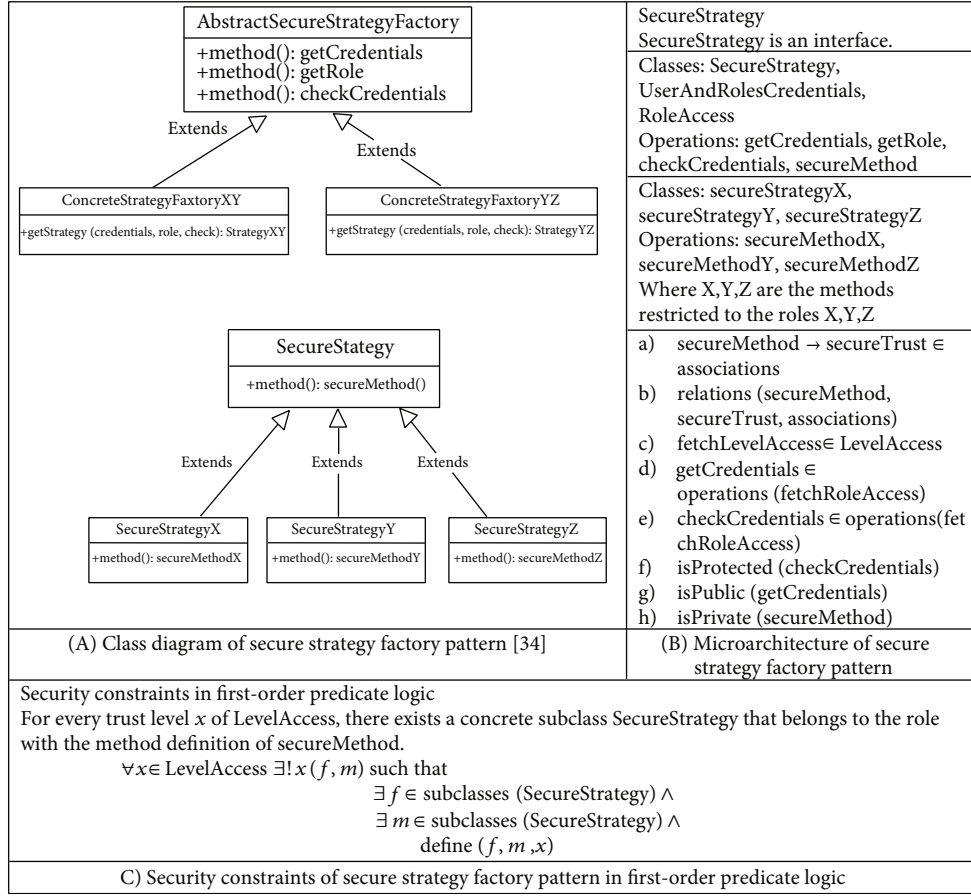 AbstractSecureStrategyFactory
+method(): getCredentials
+method(): getRole
+method(): checkCredentials
Extends
Extends
ConcreteStrategyFaxtoryXY
+getStrategy (credentials, role, check): StrategyXY
ConcreteStrategyFaxtoryYZ
+getStrategy (credentials, role, check): StrategyYZ
SecureStategy
+method(): secureMethod()
Extends
Extends
Extends
SecureStrategyX
+method(): secureMethodX
SecureStrategyY
+method(): secureMethodY
SecureStrategyZ
+method(): secureMethodZ
(A) Class diagram of secure strategy factory pattern [34]
SecureStrategy
SecureStrategy is an interface.
Classes: SecureStrategy,
UserAndRolesCredentials,
RoleAccess
Operations: getCredentials, getRole,
checkCredentials, secureMethod
Classes: secureStrategyX,
secureStrategyY, secureStrategyZ
Operations: secureMethodX,
secureMethodY, secureMethodZ
Where X,Y,Z are the methods
restricted to the roles X,Y,Z
a) secureMethod → secureTrust ∈
associations
b) relations (secureMethod,
secureTrust, associations)
c) fetchLevelAccess∈ LevelAccess
d) getCredentials ∈
operations (fetchRoleAccess)
e) checkCredentials ∈ operations(fet
chRoleAccess)
f) isProtected (checkCredentials)
g) isPublic (getCredentials)
h) isPrivate (secureMethod)
(B) Microarchitecture of secure
strategy factory pattern
Security constraints in first-order predicate logic
For every trust level x of LevelAccess, there exists a concrete subclass SecureStrategy that belongs to the role
with the method definition of secureMethod.
∀x∈ LevelAccess ∃! x (f, m) such that
∃ f ∈ subclasses (SecureStrategy) ∧
∃ m ∈ subclasses (SecureStrategy) ∧
define (f, m ,x)
C) Security constraints of secure strategy factory pattern in first-order predicate logic